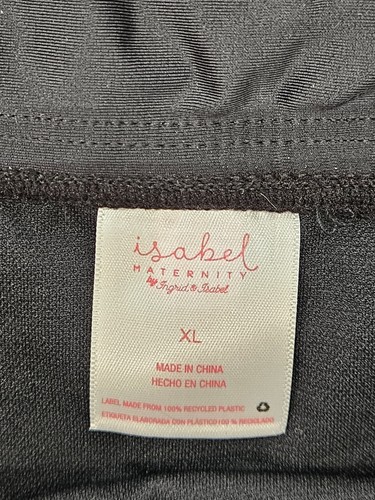 isabel
MATERNITY
by Ingrid & Isabel
XL
MADE IN CHINA
HECHO EN CHINA
LABEL MADE FROM 100% RECYCLED PLASTIC
ETIQUETA ELABORADA CON PLÁSTICO 100 % RECICLADO